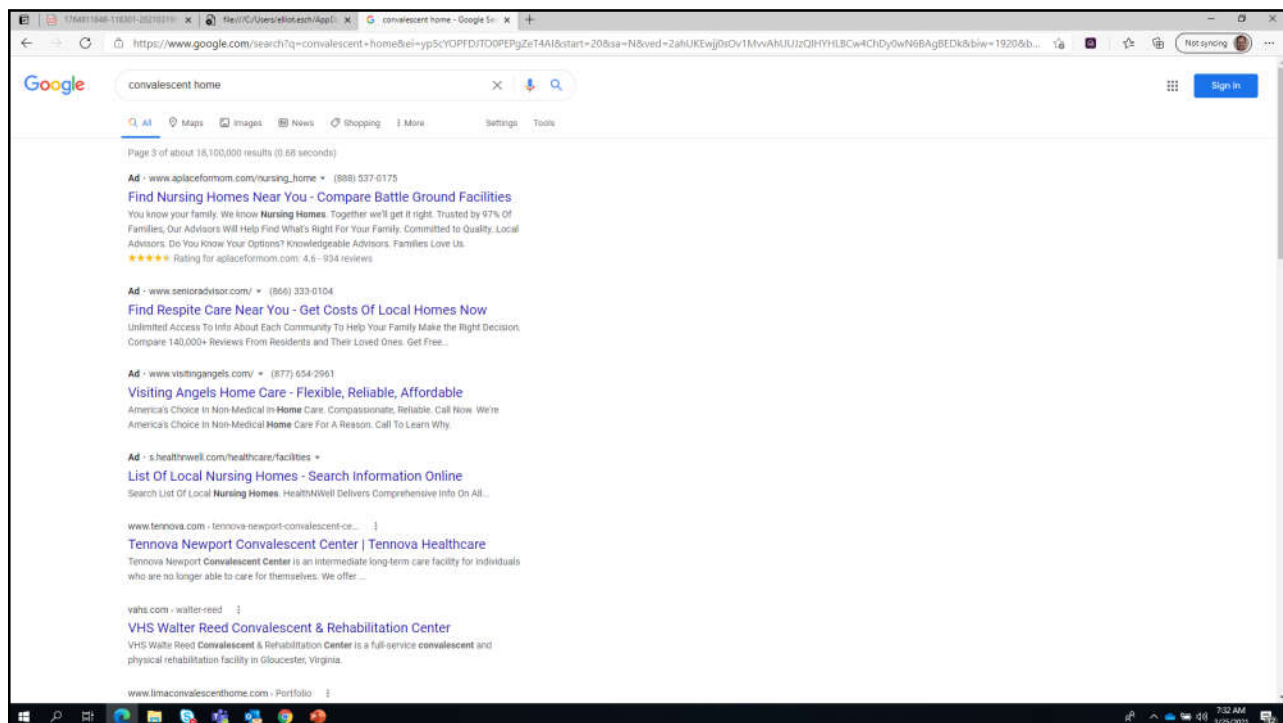 1764811646-118301-20210319
file:///C:/Users/elliot.esch/AppD
convalescent home - Google Se
https://www.google.com/search?q=convalescent+home&ei=
Not syncing
Google
convalescent home
Sign in
All Maps Images News Shopping More Settings Tools
Page 3 of about 18,100,000 results (0.68 seconds)
Ad · www.aplaceformom.com/nursing_home (888) 537-0175
Find Nursing Homes Near You - Compare Battle Ground Facilities
You know your family. We know Nursing Homes. Together we'll get it right. Trusted by 97% Of
Families, Our Advisors Will Help Find What's Right For Your Family. Committed to Quality. Local
Advisors. Do You Know Your Options? Knowledgeable Advisors. Families Love Us.
Rating for aplaceformom.com: 4.6 - 934 reviews
Ad · www.senioradvisor.com/ (866) 333-0104
Find Respite Care Near You - Get Costs Of Local Homes Now
Unlimited Access To Info About Each Community To Help Your Family Make the Right Decision.
Compare 140,000+ Reviews From Residents and Their Loved Ones. Get Free...
Ad · www.visitingangels.com/ (877) 654-2961
Visiting Angels Home Care - Flexible, Reliable, Affordable
America's Choice In Non-Medical In-Home Care. Compassionate, Reliable. Call Now. We're
America's Choice In Non-Medical Home Care For A Reason. Call To Learn Why.
Ad · s.healthnwell.com/healthcare/facilities
List Of Local Nursing Homes - Search Information Online
Search List Of Local Nursing Homes. HealthNWell Delivers Comprehensive Info On All...
www.tennova.com › tennova-newport-convalescent-ce...
Tennova Newport Convalescent Center | Tennova Healthcare
Tennova Newport Convalescent Center is an intermediate long-term care facility for individuals
who are no longer able to care for themselves. We offer ...
vahs.com › walter-reed
VHS Walter Reed Convalescent & Rehabilitation Center
VHS Walte Reed Convalescent & Rehabilitation Center is a full-service convalescent and
physical rehabilitation facility in Gloucester, Virginia.
www.limaconvalescenthome.com › Portfolio
7:32 AM
3/25/2021